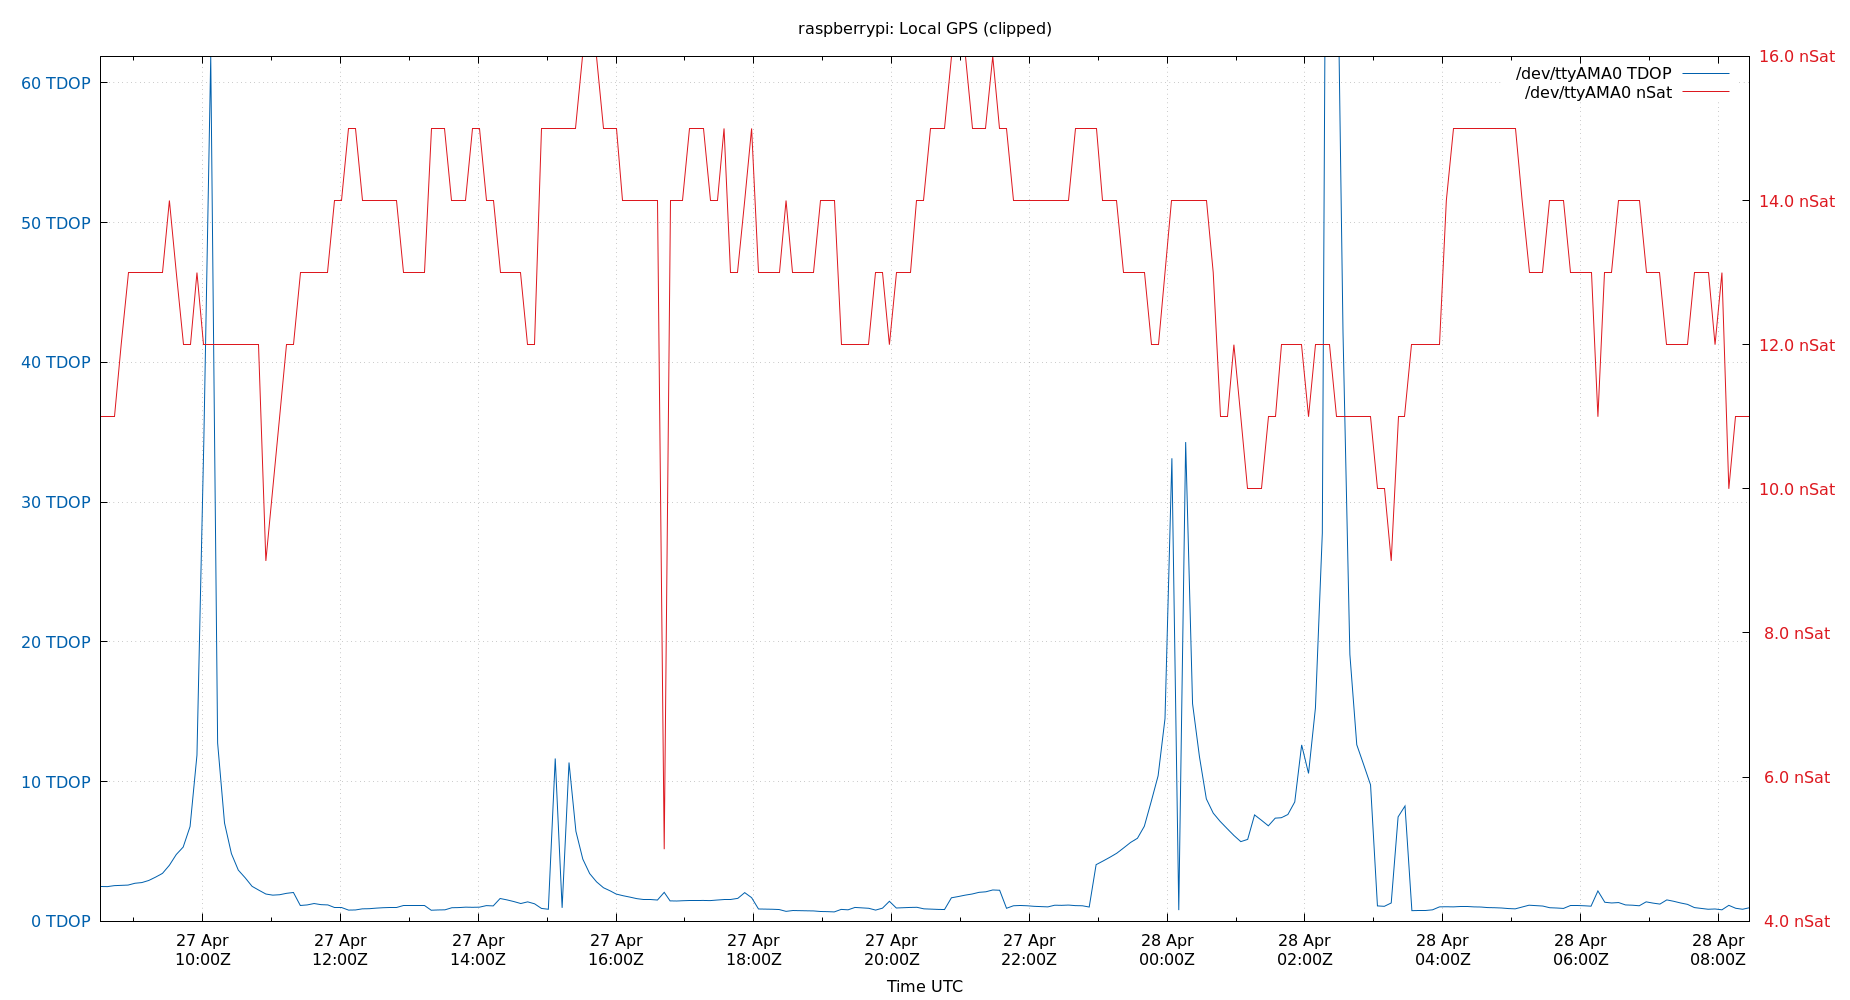 raspberrypi: Local GPS (clipped)
/dev/ttyAMA0 TDOP
/dev/ttyAMA0 nSat
60 TDOP
50 TDOP
40 TDOP
30 TDOP
20 TDOP
10 TDOP
0 TDOP
16.0 nSat
14.0 nSat
12.0 nSat
10.0 nSat
8.0 nSat
6.0 nSat
4.0 nSat
27 Apr
10:00Z
27 Apr
12:00Z
27 Apr
14:00Z
27 Apr
16:00Z
27 Apr
18:00Z
27 Apr
20:00Z
27 Apr
22:00Z
28 Apr
00:00Z
28 Apr
02:00Z
28 Apr
04:00Z
28 Apr
06:00Z
28 Apr
08:00Z
Time UTC